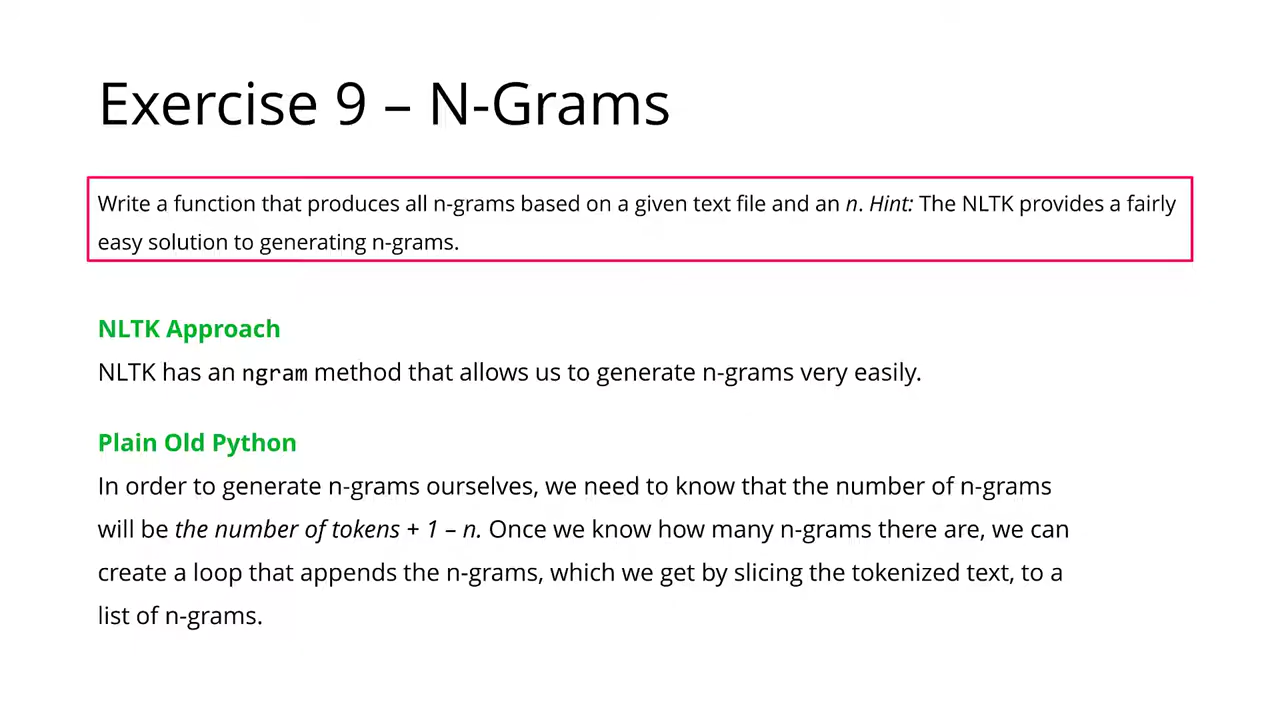 Exercise 9 – N-Grams
Write a function that produces all n-grams based on a given text file and an n. Hint: The NLTK provides a fairly
easy solution to generating n-grams.
NLTK Approach
NLTK has an ngram method that allows us to generate n-grams very easily.
Plain Old Python
In order to generate n-grams ourselves, we need to know that the number of n-grams
will be the number of tokens + 1 – n. Once we know how many n-grams there are, we can
create a loop that appends the n-grams, which we get by slicing the tokenized text, to a
list of n-grams.